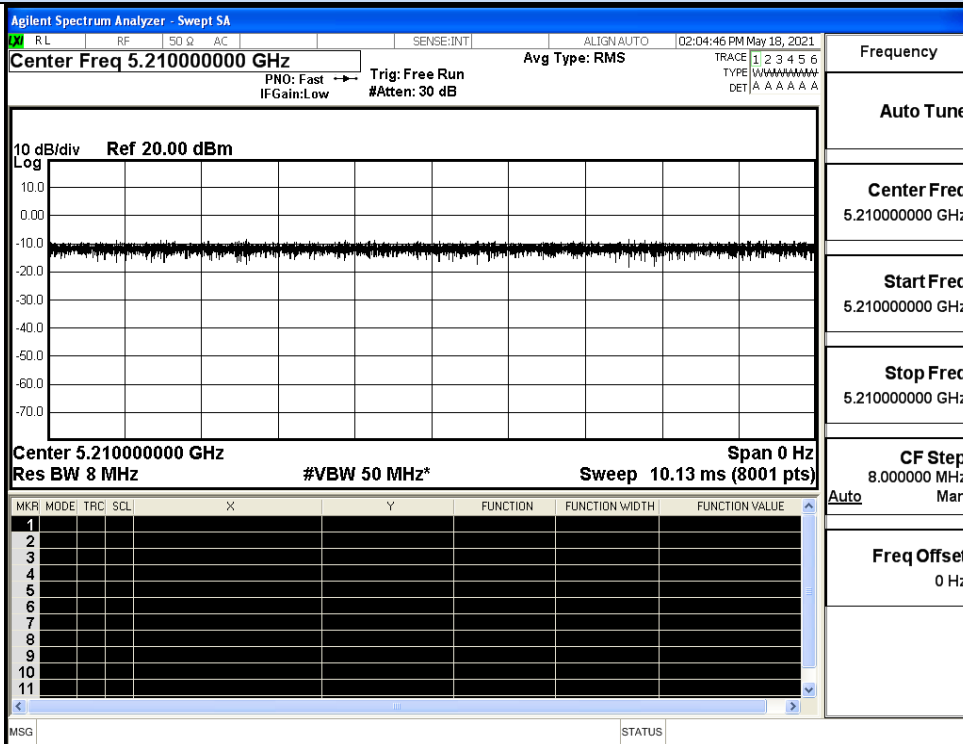 Agilent Spectrum Analyzer - Swept SA
LXI RL RF 50 Ω AC SENSE:INT ALIGN AUTO 02:04:46 PM May 18, 2021
Center Freq 5.210000000 GHz
PNO: Fast
IFGain:Low
Trig: Free Run
#Atten: 30 dB
Avg Type: RMS
TRACE 1 2 3 4 5 6
TYPE W
DET A A A A A A
10 dB/div Ref 20.00 dBm
Log
10.0
0.00
-10.0
-20.0
-30.0
-40.0
-50.0
-60.0
-70.0
Center 5.210000000 GHz Span 0 Hz
Res BW 8 MHz #VBW 50 MHz* Sweep 10.13 ms (8001 pts)
MKR MODE TRC SCL X Y FUNCTION FUNCTION WIDTH FUNCTION VALUE
1
2
3
4
5
6
7
8
9
10
11
MSG STATUS
Frequency
Auto Tune
Center Freq
5.210000000 GHz
Start Freq
5.210000000 GHz
Stop Freq
5.210000000 GHz
CF Step
8.000000 MHz
Auto Man
Freq Offset
0 Hz